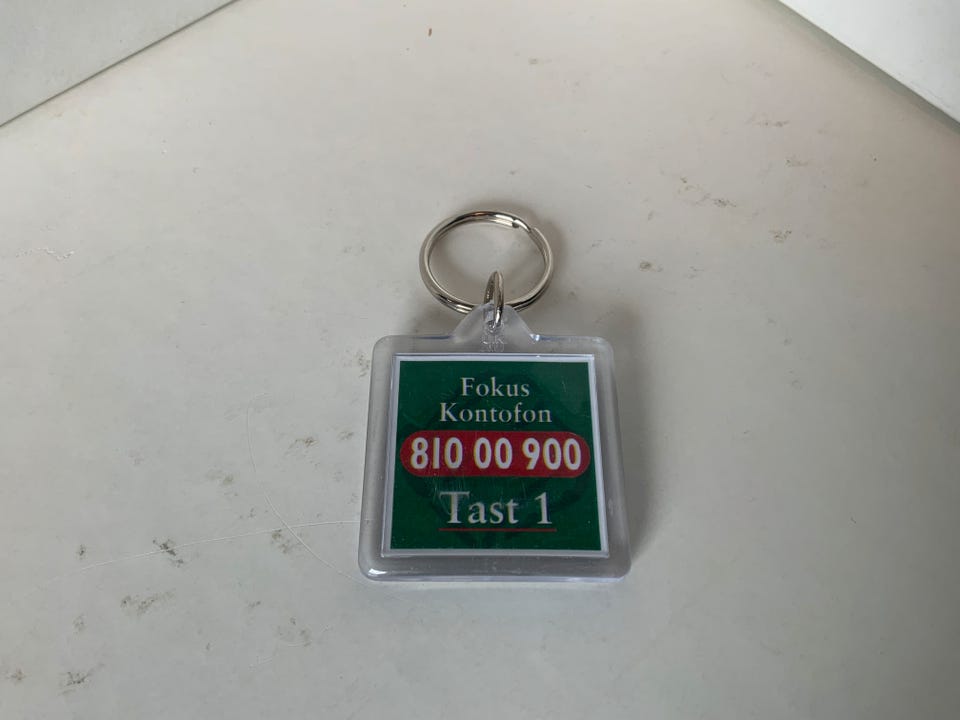 Fokus
Kontofon
810 00 900
Tast 1